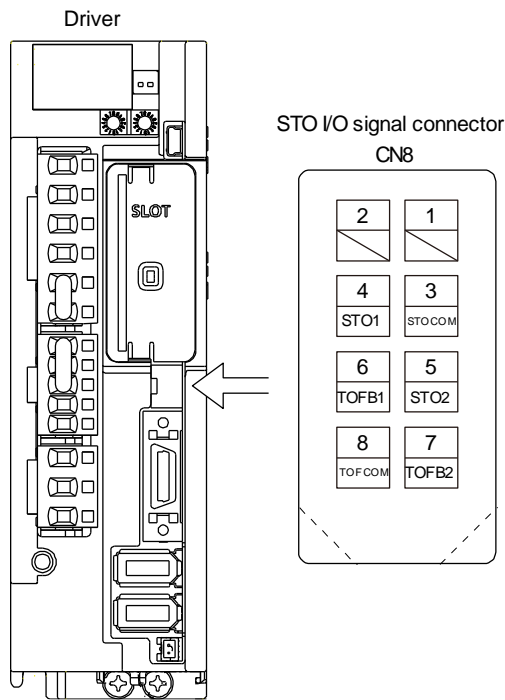 Driver
SLOT
STO I/O signal connector
CN8
2 1
4 3
STO1 STOCOM
6 5
TOFB1 STO2
8 7
TOFCOM TOFB2